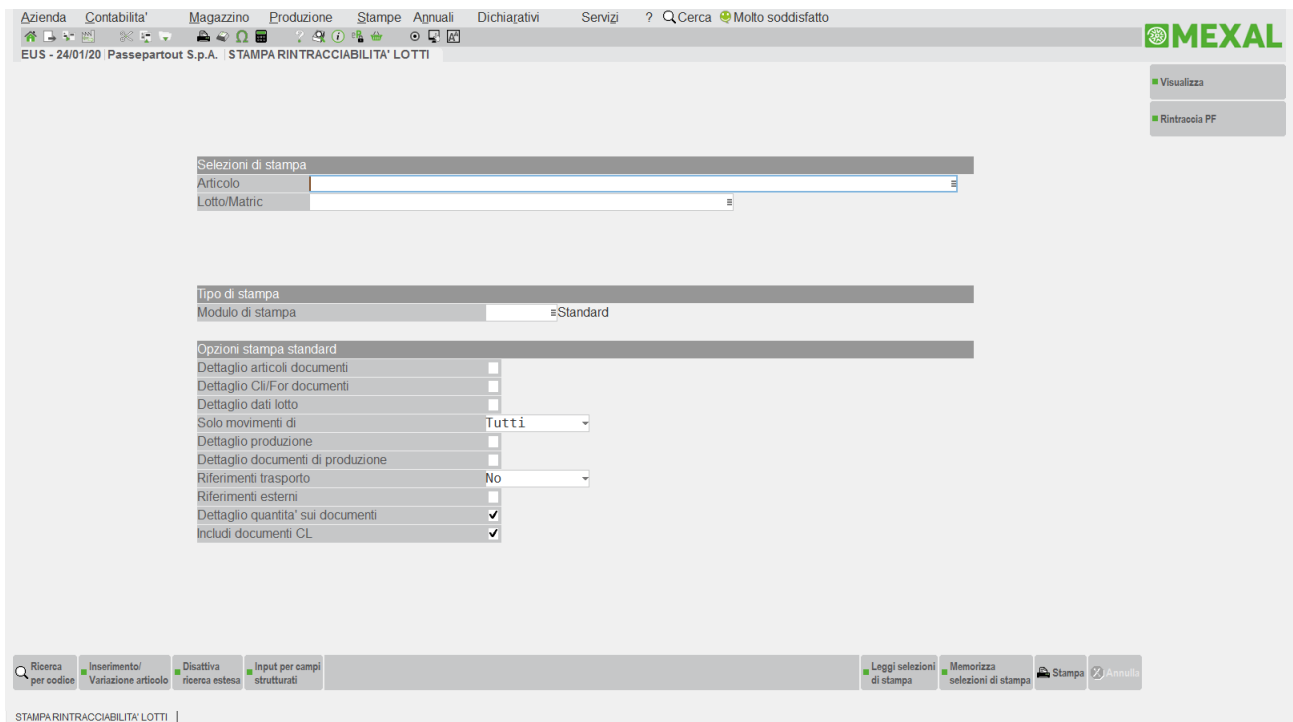 Azienda Contabilita' Magazzino Produzione Stampe Annuali Dichiarativi Servizi ? Cerca Molto soddisfatto
MEXAL
EUS - 24/01/20 Passepartout S.p.A. STAMPA RINTRACCIABILITA' LOTTI
Visualizza
Rintraccia PF
Selezioni di stampa
Articolo
Lotto/Matric
Tipo di stampa
Modulo di stampa Standard
Opzioni stampa standard
Dettaglio articoli documenti
Dettaglio Cli/For documenti
Dettaglio dati lotto
Solo movimenti di Tutti
Dettaglio produzione
Dettaglio documenti di produzione
Riferimenti trasporto No
Riferimenti esterni
Dettaglio quantita' sui documenti
Includi documenti CL
Ricerca per codice
Inserimento/ Variazione articolo
Disattiva ricerca estesa
Input per campi strutturati
Leggi selezioni di stampa
Memorizza selezioni di stampa
Stampa
Annulla
STAMPA RINTRACCIABILITA' LOTTI